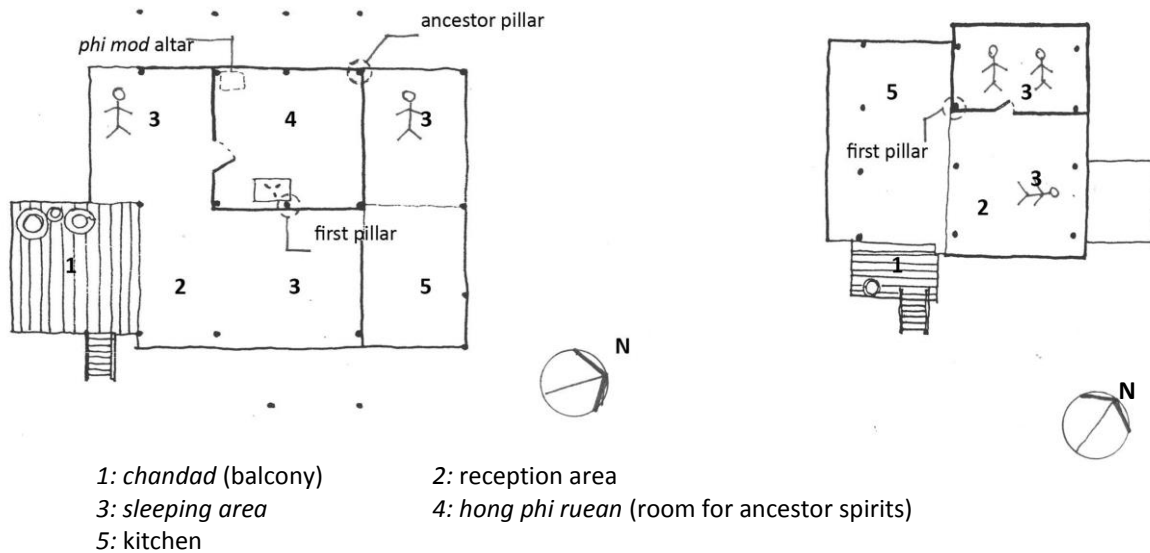 ancestor pillar
phi mod altar
3
4
3
5
3
first pillar
first pillar
3
1
2
3
5
2
1
N
N
1: chandad (balcony)
2: reception area
3: sleeping area
4: hong phi ruean (room for ancestor spirits)
5: kitchen